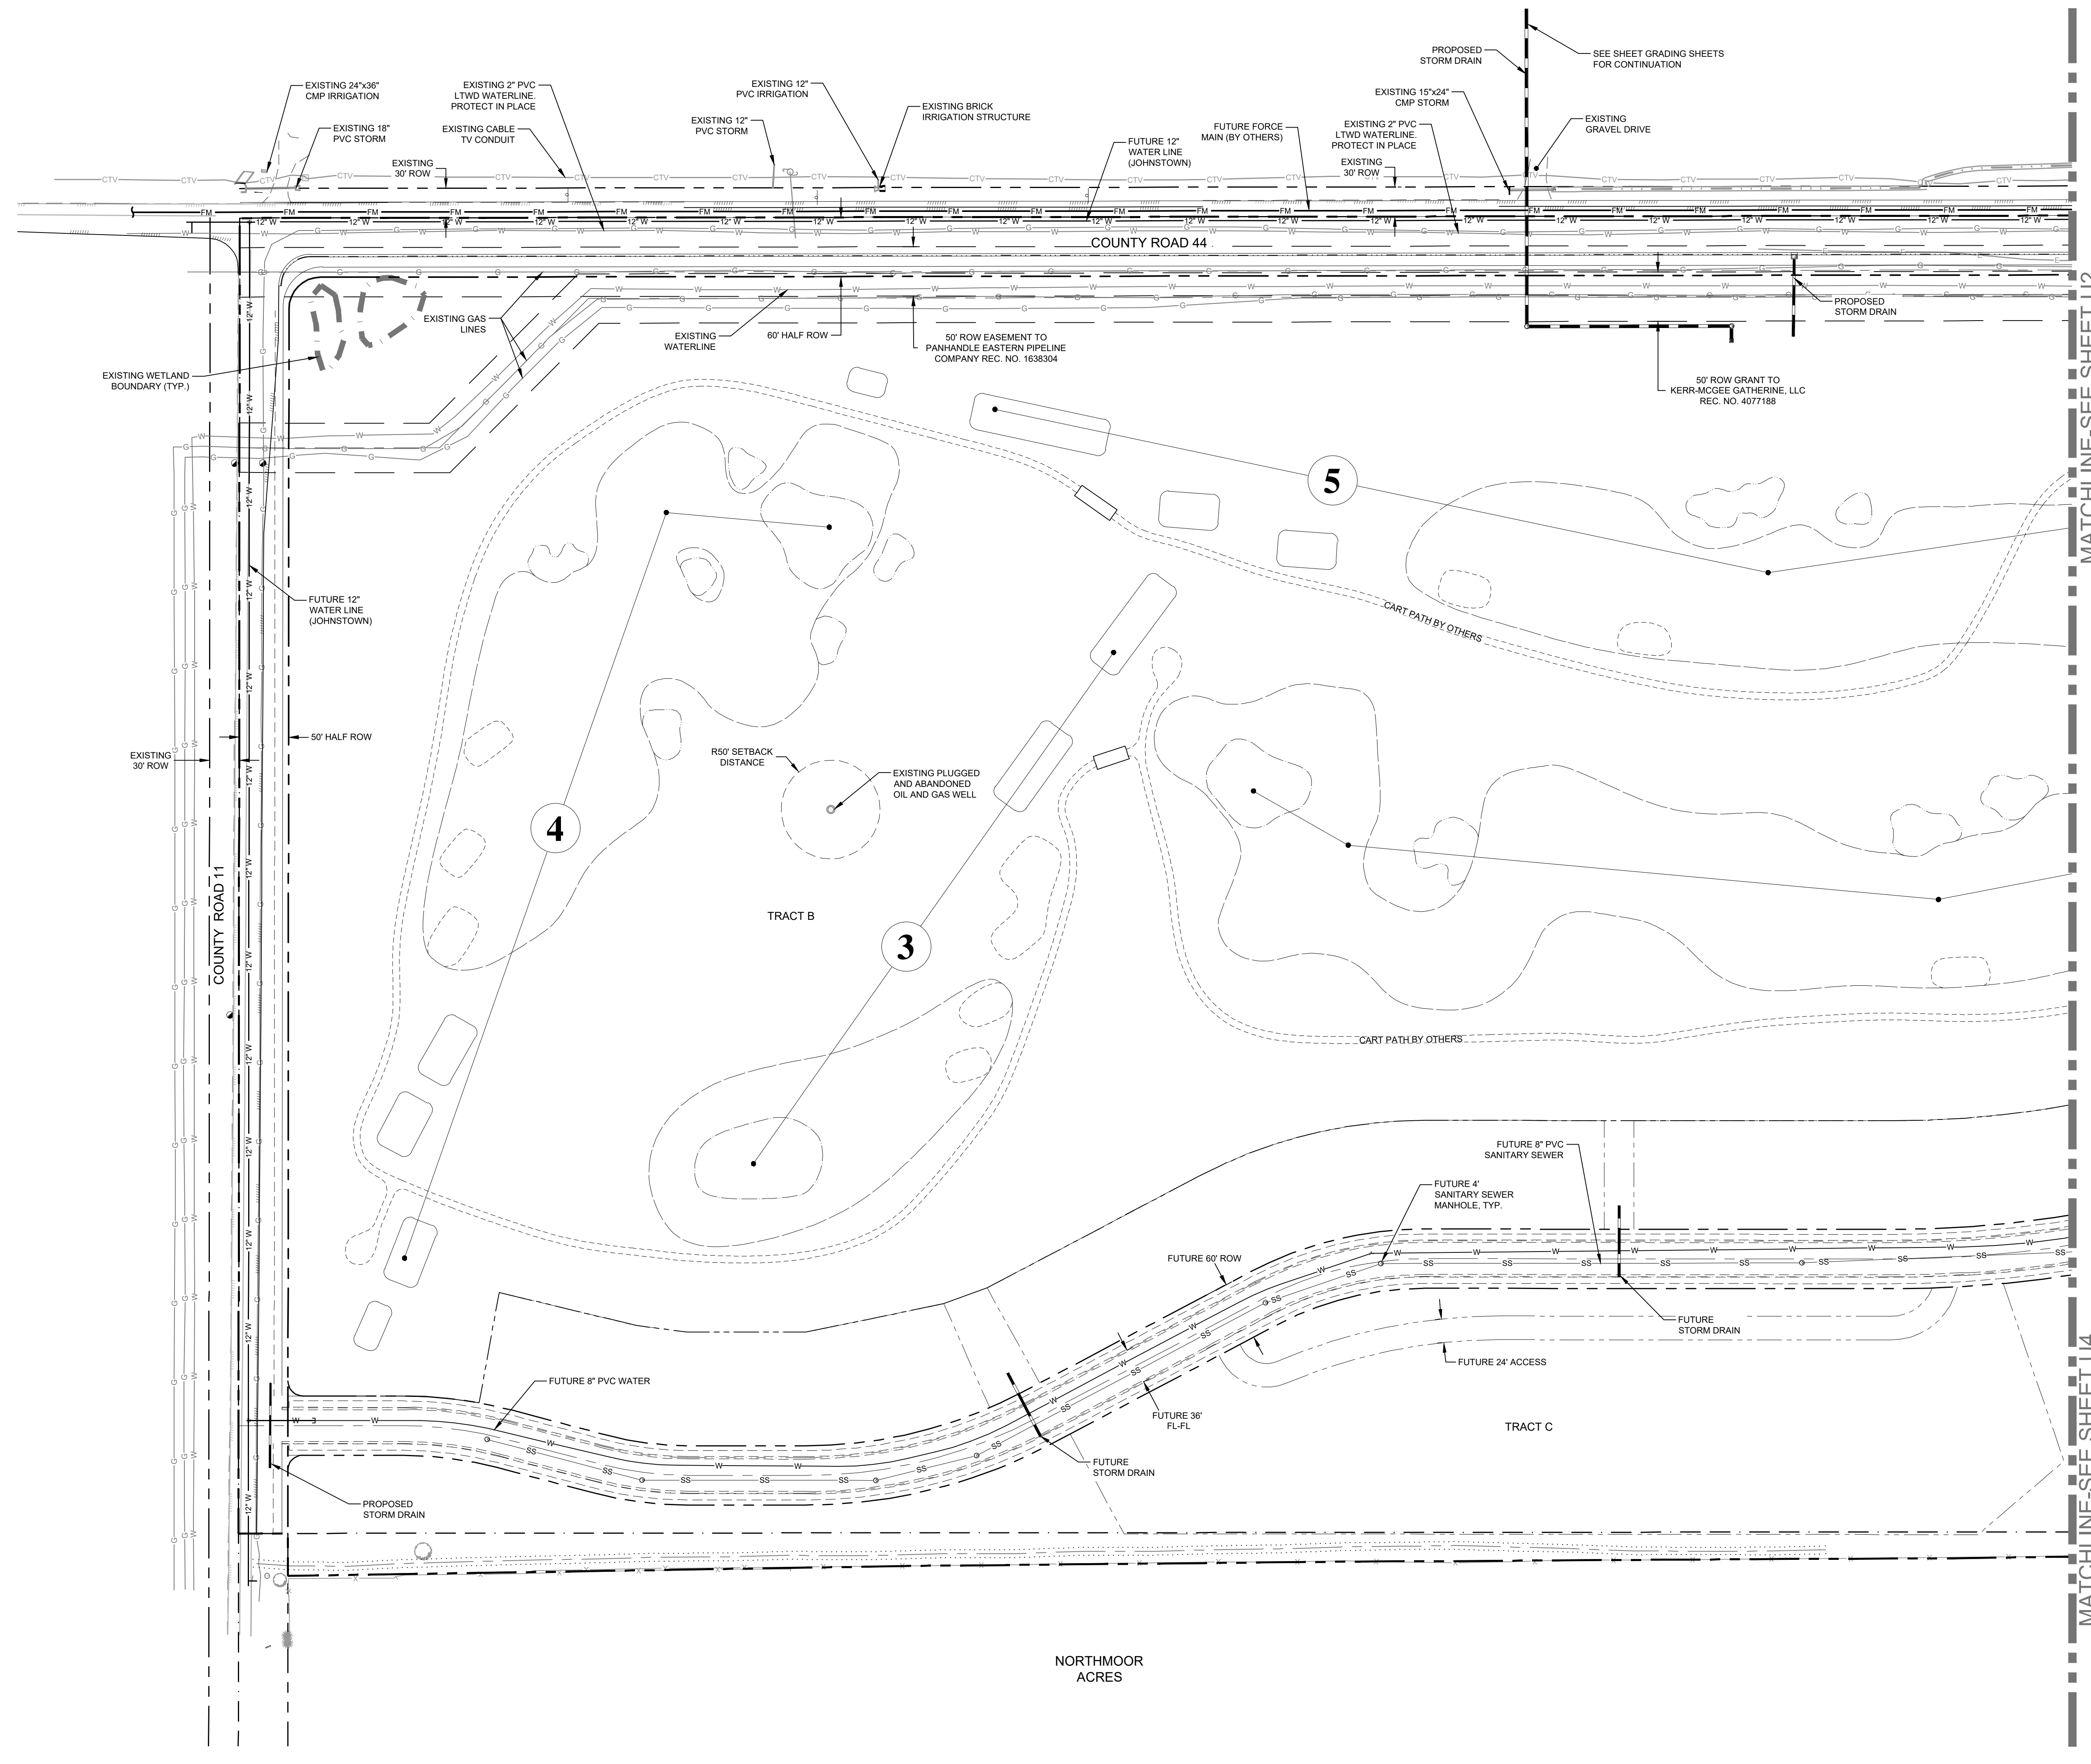 PROPOSED
STORM DRAIN
SEE SHEET GRADING SHEETS
FOR CONTINUATION
EXISTING 24"x36"
CMP IRRIGATION
EXISTING 2" PVC
LTWD WATERLINE.
PROTECT IN PLACE
EXISTING 12"
PVC IRRIGATION
EXISTING BRICK
IRRIGATION STRUCTURE
EXISTING 15"x24"
CMP STORM
EXISTING 18"
PVC STORM
EXISTING CABLE
TV CONDUIT
EXISTING 12"
PVC STORM
FUTURE 12"
WATER LINE
(JOHNSTOWN)
FUTURE FORCE
MAIN (BY OTHERS)
EXISTING 2" PVC
LTWD WATERLINE.
PROTECT IN PLACE
EXISTING
GRAVEL DRIVE
EXISTING
30' ROW
EXISTING
30' ROW
COUNTY ROAD 44
EXISTING GAS
LINES
EXISTING
WATERLINE
60' HALF ROW
50' ROW EASEMENT TO
PANHANDLE EASTERN PIPELINE
COMPANY REC. NO. 1638304
PROPOSED
STORM DRAIN
EXISTING WETLAND
BOUNDARY (TYP.)
50' ROW GRANT TO
KERR-MCGEE GATHERINE, LLC
REC. NO. 4077188
MATCHLINE-SEE SHEET U2
5
FUTURE 12"
WATER LINE
(JOHNSTOWN)
CART PATH BY OTHERS
50' HALF ROW
EXISTING
30' ROW
R50' SETBACK
DISTANCE
EXISTING PLUGGED
AND ABANDONED
OIL AND GAS WELL
4
COUNTY ROAD 11
TRACT B
3
CART PATH BY OTHERS
FUTURE 8" PVC
SANITARY SEWER
FUTURE 4'
SANITARY SEWER
MANHOLE, TYP.
FUTURE 60' ROW
FUTURE
STORM DRAIN
FUTURE 24' ACCESS
FUTURE 8" PVC WATER
FUTURE 36'
FL-FL
TRACT C
FUTURE
STORM DRAIN
PROPOSED
STORM DRAIN
MATCHLINE-SEE SHEET U4
NORTHMOOR
ACRES